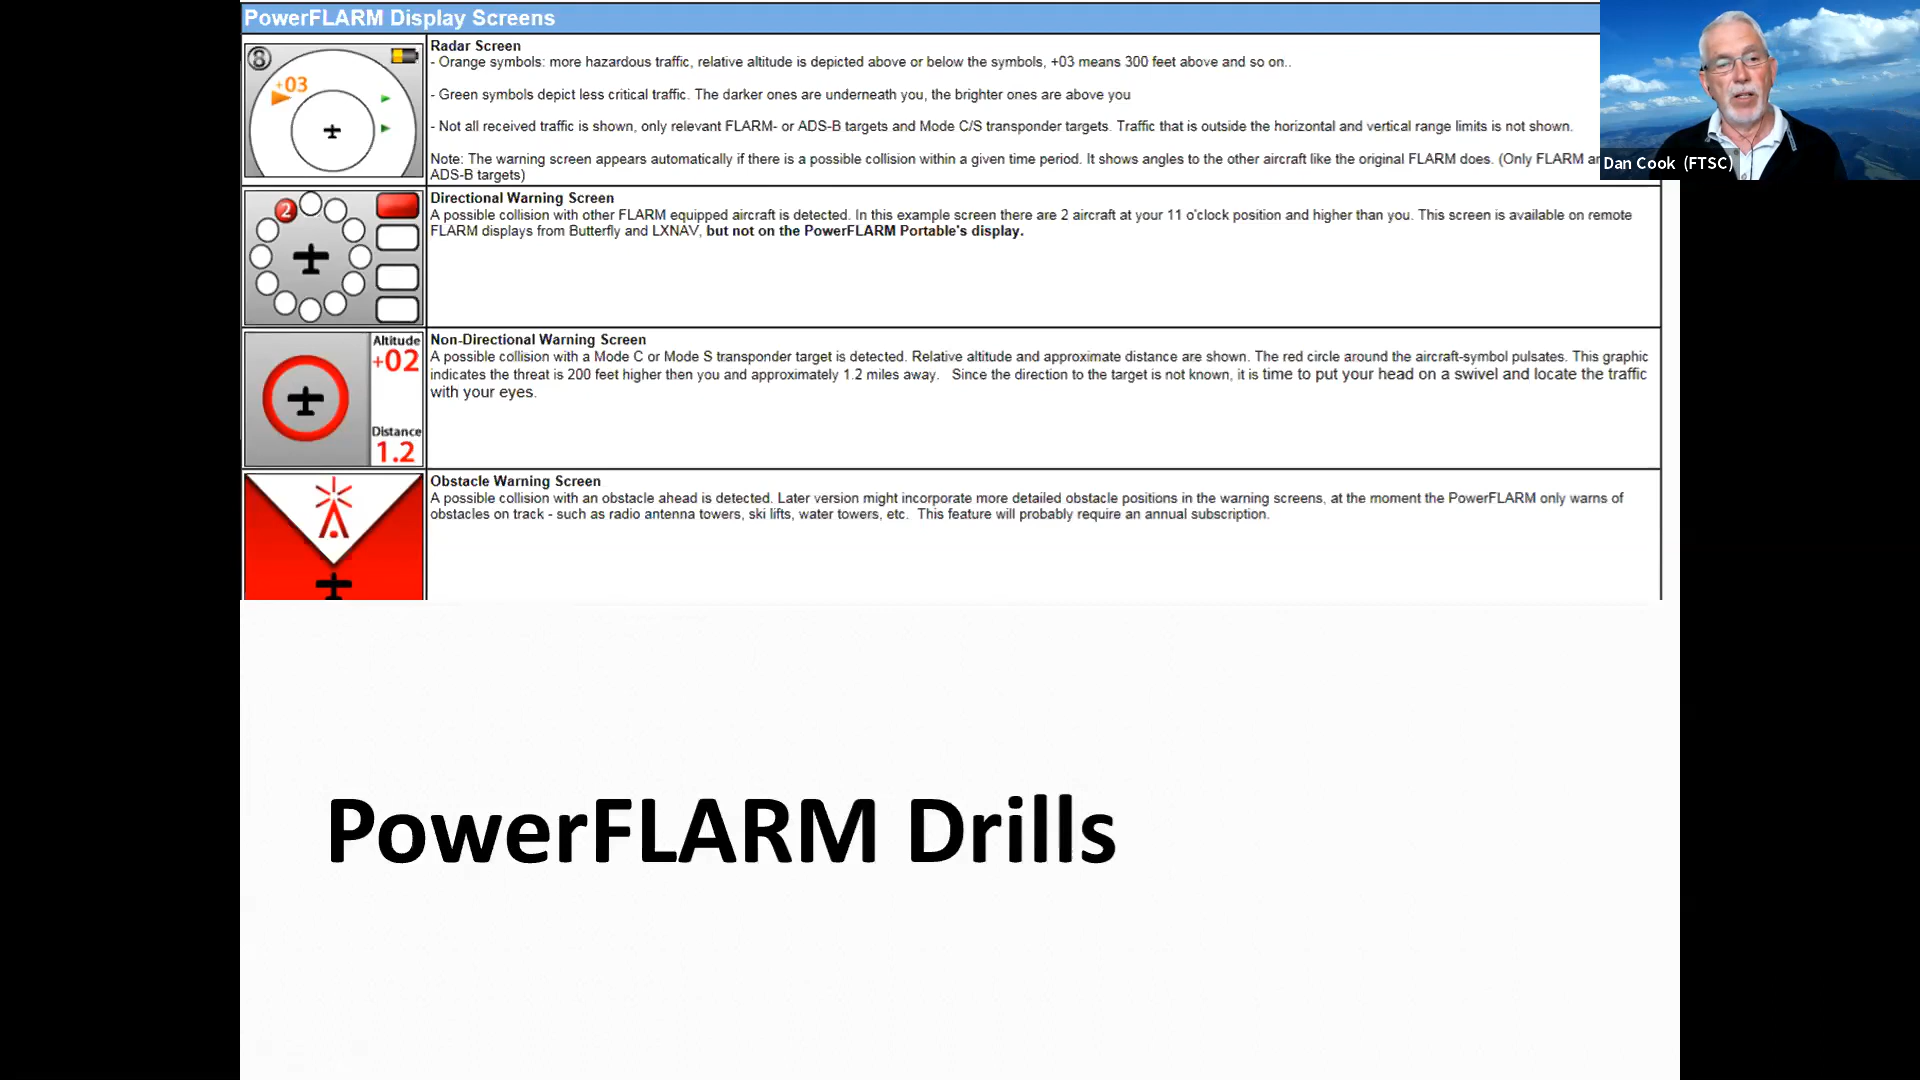 PowerFLARM Display Screens
8
+03
Radar Screen
- Orange symbols: more hazardous traffic, relative altitude is depicted above or below the symbols, +03 means 300 feet above and so on..
- Green symbols depict less critical traffic. The darker ones are underneath you, the brighter ones are above you
- Not all received traffic is shown, only relevant FLARM- or ADS-B targets and Mode C/S transponder targets. Traffic that is outside the horizontal and vertical range limits is not shown.
Note: The warning screen appears automatically if there is a possible collision within a given time period. It shows angles to the other aircraft like the original FLARM does. (Only FLARM
ADS-B targets)
Dan Cook (FTSC)
2
Directional Warning Screen
A possible collision with other FLARM equipped aircraft is detected. In this example screen there are 2 aircraft at your 11 o'clock position and higher than you. This screen is available on remote
FLARM displays from Butterfly and LXNAV, but not on the PowerFLARM Portable's display.
Altitude
+02
Distance
1.2
Non-Directional Warning Screen
A possible collision with a Mode C or Mode S transponder target is detected. Relative altitude and approximate distance are shown. The red circle around the aircraft-symbol pulsates. This graphic
indicates the threat is 200 feet higher then you and approximately 1.2 miles away. Since the direction to the target is not known, it is time to put your head on a swivel and locate the traffic
with your eyes.
Obstacle Warning Screen
A possible collision with an obstacle ahead is detected. Later version might incorporate more detailed obstacle positions in the warning screens, at the moment the PowerFLARM only warns of
obstacles on track - such as radio antenna towers, ski lifts, water towers, etc. This feature will probably require an annual subscription.
PowerFLARM Drills